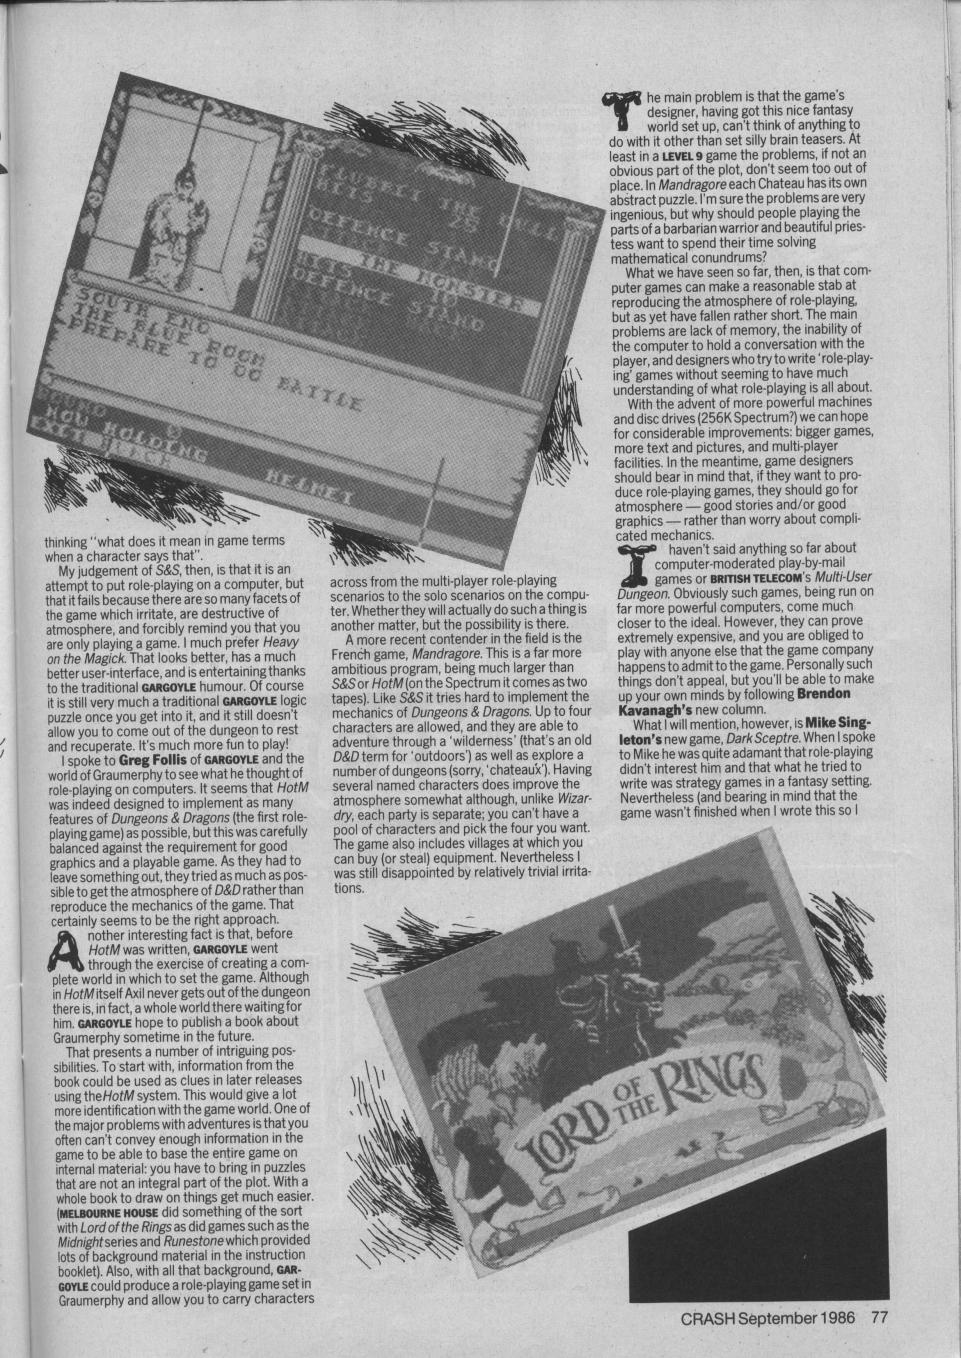 FLUBBIT THE
HITS 25
DEFENCE STAND
THE MONSTER
HITS 10
DEFENCE STAND
SOUTH END
THE BLUE ROOM
PREPARE TO DO BATTLE
FOUND 0
NOW HOLDING HELMET
EXIT
thinking "what does it mean in game terms
when a character says that".
My judgement of S&S, then, is that it is an
attempt to put role-playing on a computer, but
that it fails because there are so many facets of
the game which irritate, are destructive of
atmosphere, and forcibly remind you that you
are only playing a game. I much prefer Heavy
on the Magick. That looks better, has a much
better user-interface, and is entertaining thanks
to the traditional GARGOYLE humour. Of course
it is still very much a traditional GARGOYLE logic
puzzle once you get into it, and it still doesn't
allow you to come out of the dungeon to rest
and recuperate. It's much more fun to play!
I spoke to Greg Follis of GARGOYLE and the
world of Graumerphy to see what he thought of
role-playing on computers. It seems that HotM
was indeed designed to implement as many
features of Dungeons & Dragons (the first role-
playing game) as possible, but this was carefully
balanced against the requirement for good
graphics and a playable game. As they had to
leave something out, they tried as much as pos-
sible to get the atmosphere of D&D rather than
reproduce the mechanics of the game. That
certainly seems to be the right approach.
Another interesting fact is that, before
HotM was written, GARGOYLE went
through the exercise of creating a com-
plete world in which to set the game. Although
in HotM itself Axil never gets out of the dungeon
there is, in fact, a whole world there waiting for
him. GARGOYLE hope to publish a book about
Graumerphy sometime in the future.
That presents a number of intriguing pos-
sibilities. To start with, information from the
book could be used as clues in later releases
using the HotM system. This would give a lot
more identification with the game world. One of
the major problems with adventures is that you
often can't convey enough information in the
game to be able to base the entire game on
internal material: you have to bring in puzzles
that are not an integral part of the plot. With a
whole book to draw on things get much easier.
(MELBOURNE HOUSE did something of the sort
with Lord of the Rings as did games such as the
Midnight series and Runestone which provided
lots of background material in the instruction
booklet). Also, with all that background, GAR-
GOYLE could produce a role-playing game set in
Graumerphy and allow you to carry characters
across from the multi-player role-playing
scenarios to the solo scenarios on the compu-
ter. Whether they will actually do such a thing is
another matter, but the possibility is there.
A more recent contender in the field is the
French game, Mandragore. This is a far more
ambitious program, being much larger than
S&S or HotM (on the Spectrum it comes as two
tapes). Like S&S it tries hard to implement the
mechanics of Dungeons & Dragons. Up to four
characters are allowed, and they are able to
adventure through a 'wilderness' (that's an old
D&D term for 'outdoors') as well as explore a
number of dungeons (sorry, 'chateaux'). Having
several named characters does improve the
atmosphere somewhat although, unlike Wizar-
dry, each party is separate; you can't have a
pool of characters and pick the four you want.
The game also includes villages at which you
can buy (or steal) equipment. Nevertheless I
was still disappointed by relatively trivial irrita-
tions.
The main problem is that the game's
designer, having got this nice fantasy
world set up, can't think of anything to
do with it other than set silly brain teasers. At
least in a LEVEL 9 game the problems, if not an
obvious part of the plot, don't seem too out of
place. In Mandragore each Chateau has its own
abstract puzzle. I'm sure the problems are very
ingenious, but why should people playing the
parts of a barbarian warrior and beautiful pries-
tess want to spend their time solving
mathematical conundrums?
What we have seen so far, then, is that com-
puter games can make a reasonable stab at
reproducing the atmosphere of role-playing,
but as yet have fallen rather short. The main
problems are lack of memory, the inability of
the computer to hold a conversation with the
player, and designers who try to write 'role-play-
ing' games without seeming to have much
understanding of what role-playing is all about.
With the advent of more powerful machines
and disc drives (256K Spectrum?) we can hope
for considerable improvements: bigger games,
more text and pictures, and multi-player
facilities. In the meantime, game designers
should bear in mind that, if they want to pro-
duce role-playing games, they should go for
atmosphere — good stories and/or good
graphics — rather than worry about compli-
cated mechanics.
I haven't said anything so far about
computer-moderated play-by-mail
games or BRITISH TELECOM's Multi-User
Dungeon. Obviously such games, being run on
far more powerful computers, come much
closer to the ideal. However, they can prove
extremely expensive, and you are obliged to
play with anyone else that the game company
happens to admit to the game. Personally such
things don't appeal, but you'll be able to make
up your own minds by following Brendon
Kavanagh's new column.
What I will mention, however, is Mike Sing-
leton's new game, Dark Sceptre. When I spoke
to Mike he was quite adamant that role-playing
didn't interest him and that what he tried to
write was strategy games in a fantasy setting.
Nevertheless (and bearing in mind that the
game wasn't finished when I wrote this so I
LORD OF THE RINGS
CRASH September 1986 77